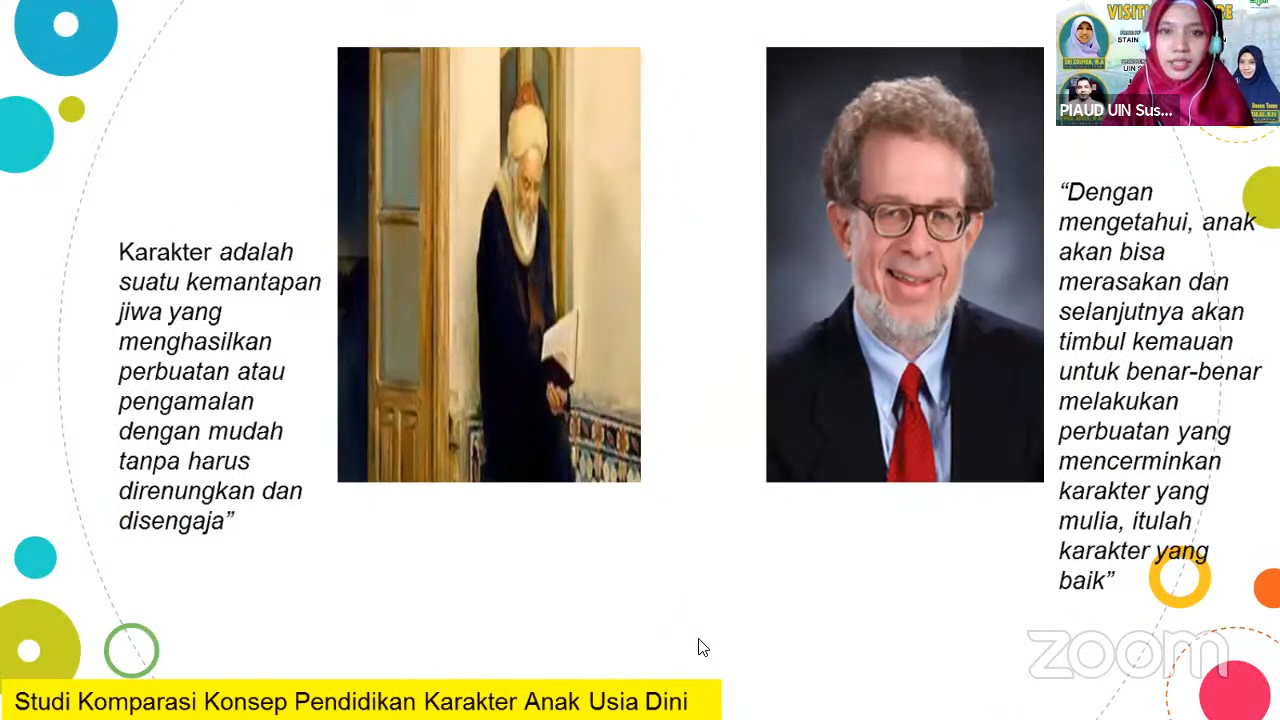 Karakter adalah
suatu kemantapan
jiwa yang
menghasilkan
perbuatan atau
pengamalan
dengan mudah
tanpa harus
direnungkan dan
disengaja”
“Dengan
mengetahui, anak
akan bisa
merasakan dan
selanjutnya akan
timbul kemauan
untuk benar-benar
melakukan
perbuatan yang
mencerminkan
karakter yang
mulia, itulah
karakter yang
baik”
STAIN
PIAUD UIN Sus...
zoom
Studi Komparasi Konsep Pendidikan Karakter Anak Usia Dini